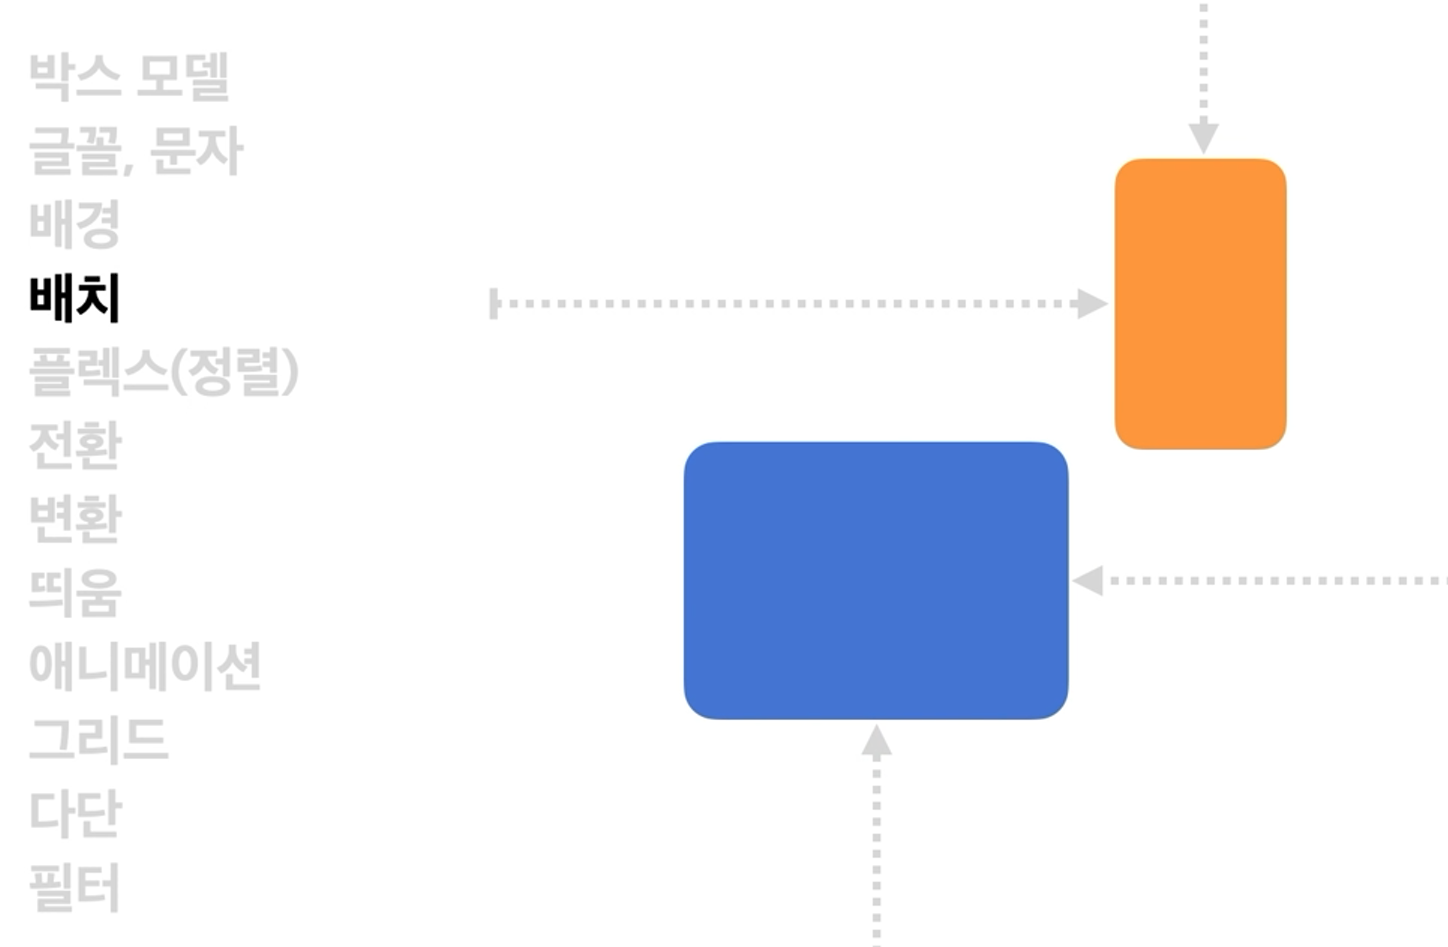 박스 모델
글꼴, 문자
배경
배치
플렉스(정렬)
전환
변환
띄움
애니메이션
그리드
다단
필터